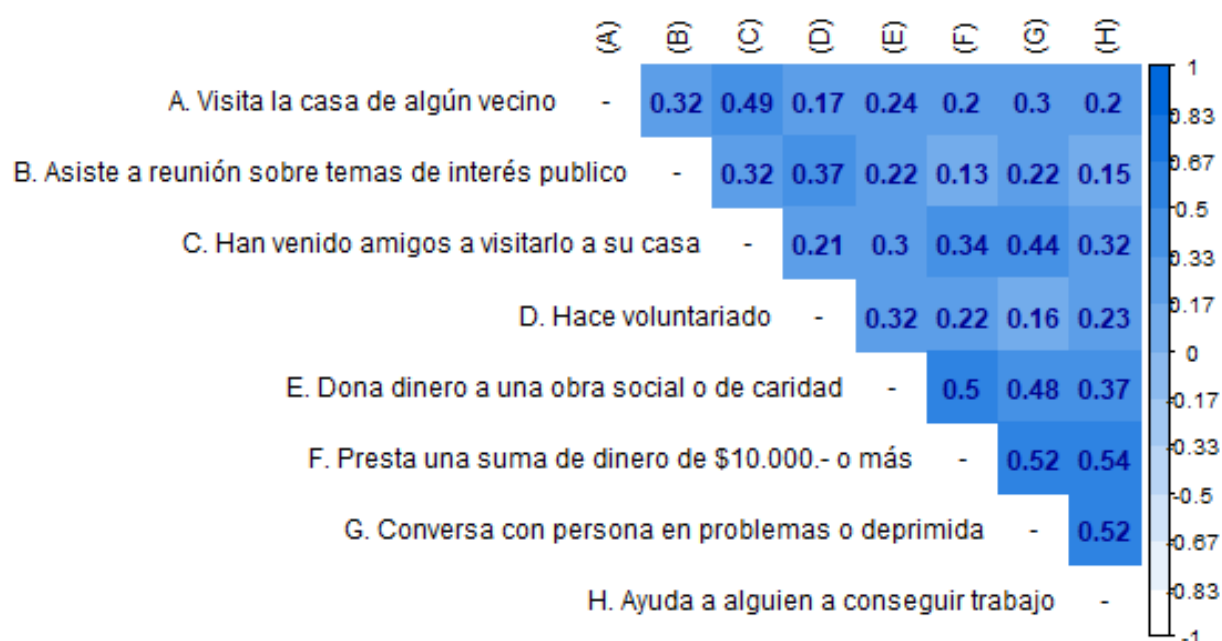 (A) (B) (C) (D) (E) (F) (G) (H)
A. Visita la casa de algún vecino - 0.32 0.49 0.17 0.24 0.2 0.3 0.2
B. Asiste a reunión sobre temas de interés publico - 0.32 0.37 0.22 0.13 0.22 0.15
C. Han venido amigos a visitarlo a su casa - 0.21 0.3 0.34 0.44 0.32
D. Hace voluntariado - 0.32 0.22 0.16 0.23
E. Dona dinero a una obra social o de caridad - 0.5 0.48 0.37
F. Presta una suma de dinero de $10.000.- o más - 0.52 0.54
G. Conversa con persona en problemas o deprimida - 0.52
H. Ayuda a alguien a conseguir trabajo -
1
0.83
0.67
0.5
0.33
0.17
0
-0.17
-0.33
-0.5
-0.67
-0.83
-1